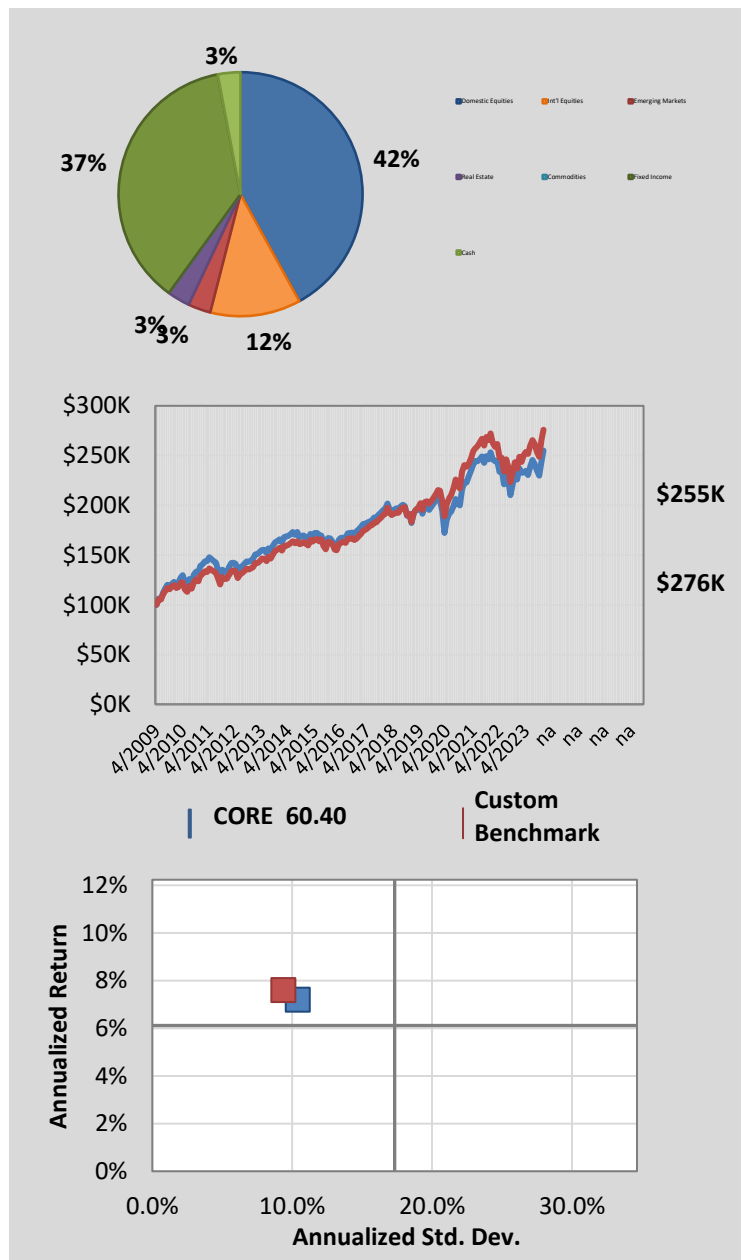 3%
37%
42%
3%
3%
12%
Domestic Equities
Int'l Equities
Emerging Markets
Real Estate
Commodities
Fixed Income
Cash
$300K
$250K
$200K
$150K
$100K
$50K
$0K
$255K
$276K
4/2009
4/2010
4/2011
4/2012
4/2013
4/2014
4/2015
4/2016
4/2017
4/2018
4/2019
4/2020
4/2021
4/2022
4/2023
na
na
na
na
CORE 60.40
Custom
Benchmark
Annualized Return
12%
10%
8%
6%
4%
2%
0%
0.0%
10.0%
20.0%
30.0%
Annualized Std. Dev.